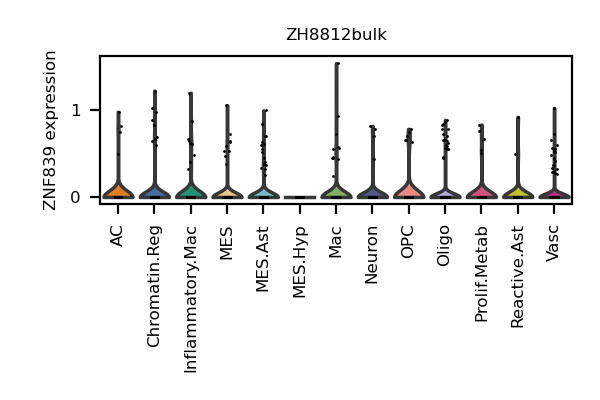 ZH8812bulk
ZNF839 expression
1
0
AC
Chromatin.Reg
Inflammatory.Mac
MES
MES.Ast
MES.Hyp
Mac
Neuron
OPC
Oligo
Prolif.Metab
Reactive.Ast
Vasc